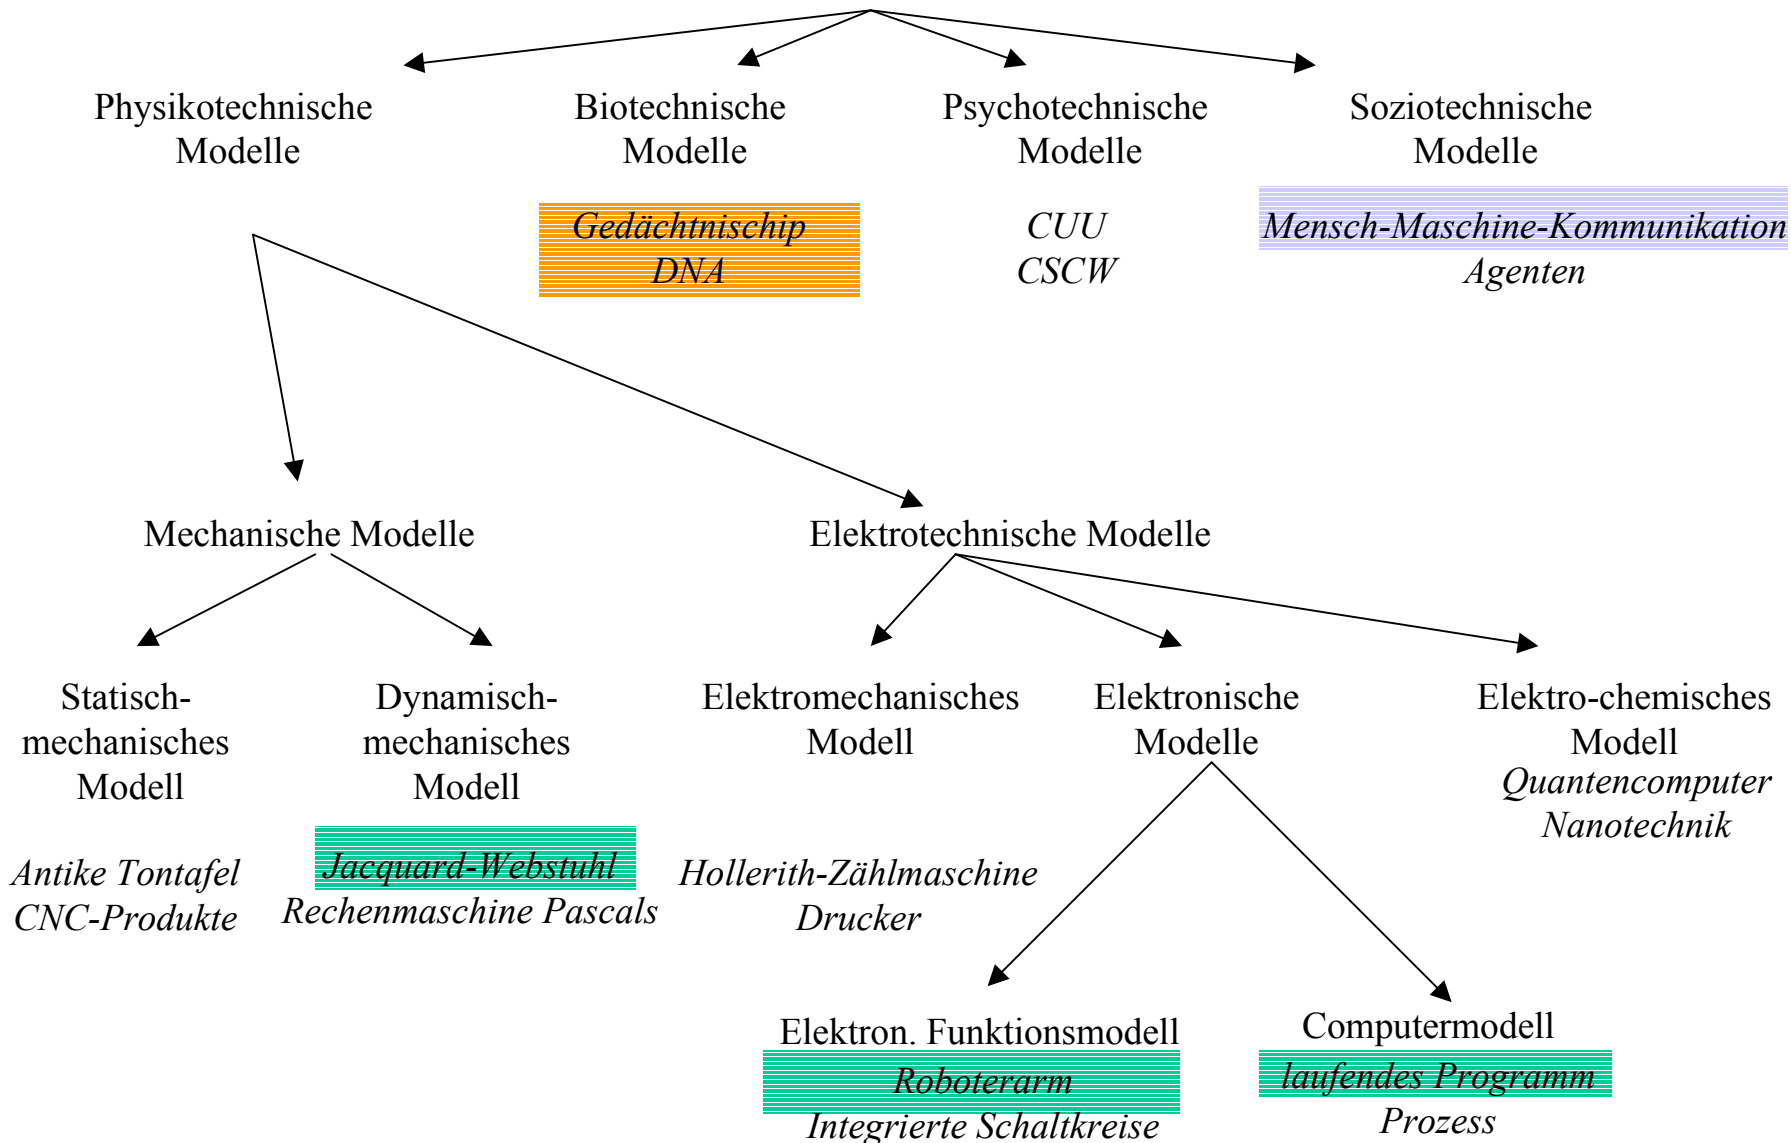 Physikotechnische
Modelle
Biotechnische
Modelle
Psychotechnische
Modelle
Soziotechnische
Modelle
Gedächtnischip
DNA
CUU
CSCW
Mensch-Maschine-Kommunikation
Agenten
Mechanische Modelle
Elektrotechnische Modelle
Statisch-
mechanisches
Modell
Dynamisch-
mechanisches
Modell
Elektromechanisches
Modell
Elektronische
Modelle
Elektro-chemisches
Modell
Quantencomputer
Nanotechnik
Antike Tontafel
CNC-Produkte
Jacquard-Webstuhl
Rechenmaschine Pascals
Hollerith-Zählmaschine
Drucker
Elektron. Funktionsmodell
Roboterarm
Integrierte Schaltkreise
Computermodell
laufendes Programm
Prozess